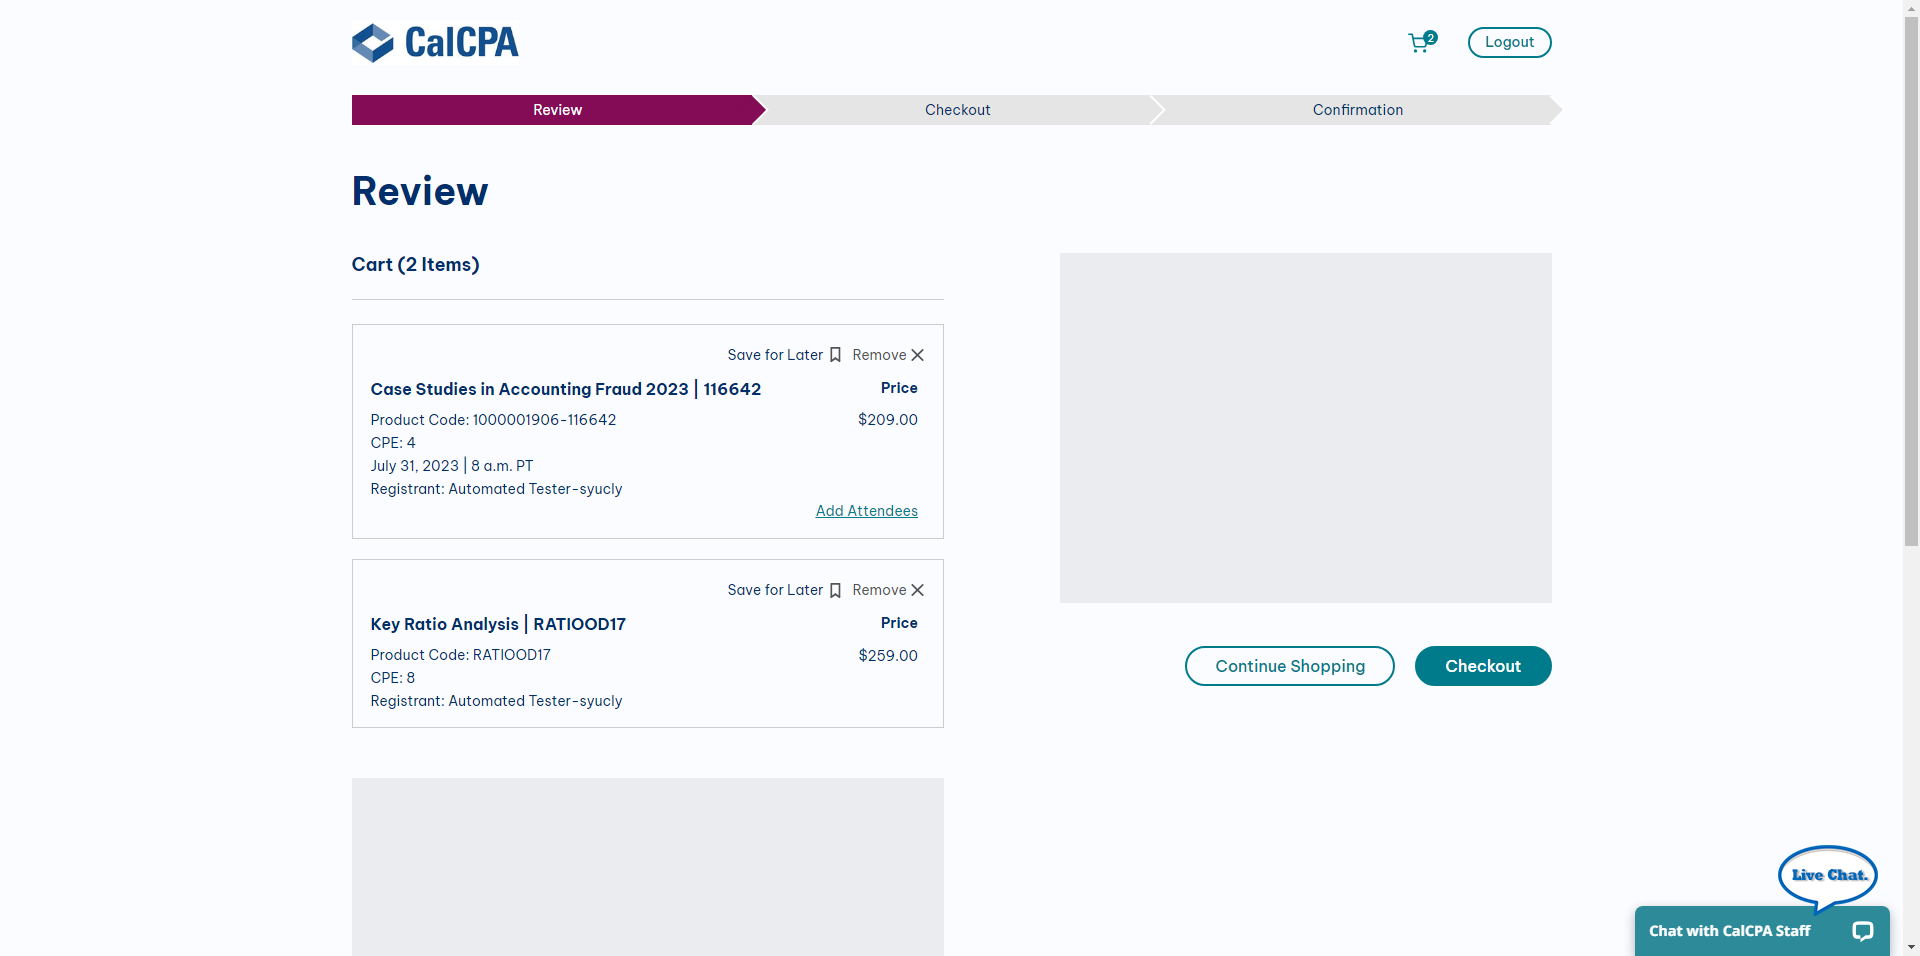 CalCPA
2
Logout
Review
Checkout
Confirmation
Review
Cart (2 Items)
Save for Later
Remove
Case Studies in Accounting Fraud 2023 | 116642
Price
Product Code: 1000001906-116642
$209.00
CPE: 4
July 31, 2023 | 8 a.m. PT
Registrant: Automated Tester-syucly
Add Attendees
Save for Later
Remove
Key Ratio Analysis | RATIOOD17
Price
Product Code: RATIOOD17
$259.00
CPE: 8
Registrant: Automated Tester-syucly
Continue Shopping
Checkout
Live Chat.
Chat with CalCPA Staff